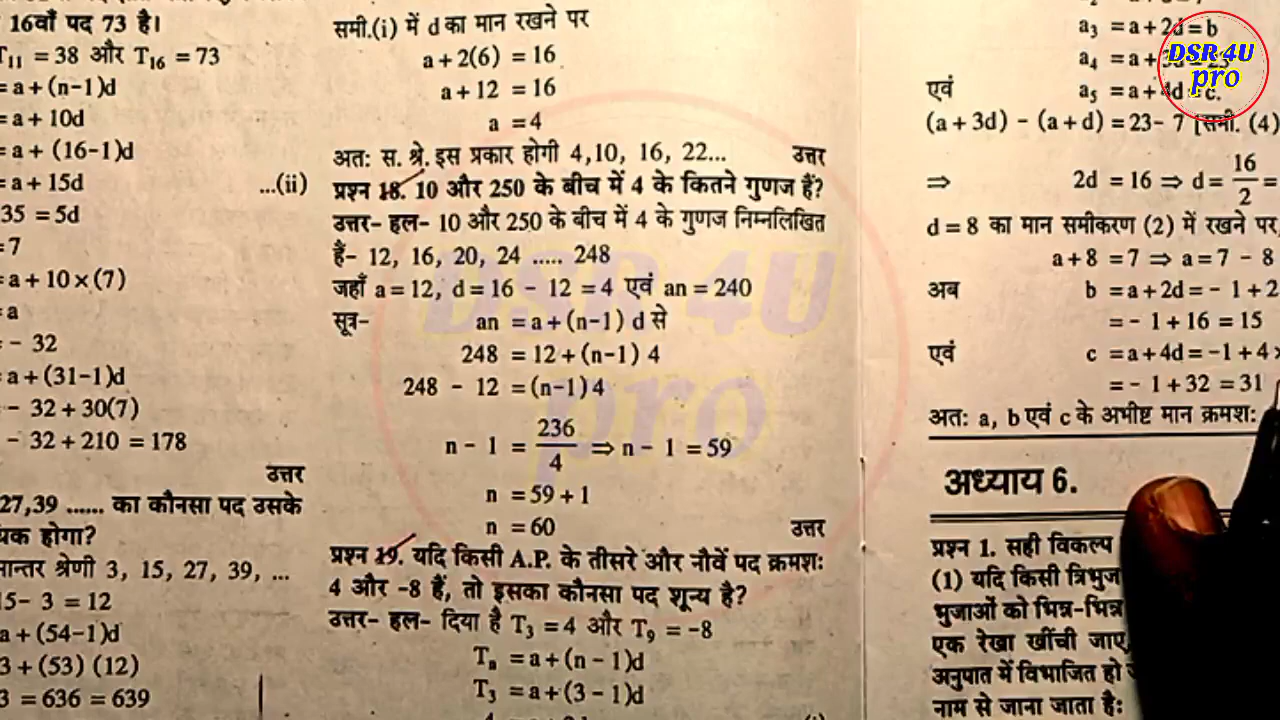 16वाँ पद 73 है।
T₁₁ = 38 और T₁₆ = 73
= a + (n-1)d
= a + 10d
= a + (16-1)d
= a + 15d ...(ii)
35 = 5d
= 7
= a + 10 × (7)
= a
= - 32
= a + (31-1)d
= - 32 + 30(7)
- 32 + 210 = 178
उत्तर
27,39 ...... का कौनसा पद उसके
होगा?
श्रेणी 3, 15, 27, 39, ...
15- 3 = 12
a + (54-1)d
3 + (53) (12)
3 = 636 = 639
समी.(i) में d का मान रखने पर
a + 2(6) = 16
a + 12 = 16
a = 4
अतः स. श्रे. इस प्रकार होगी 4,10, 16, 22... उत्तर
प्रश्न 18. 10 और 250 के बीच में 4 के कितने गुणज हैं?
उत्तर- हल- 10 और 250 के बीच में 4 के गुणज निम्नलिखित
हैं- 12, 16, 20, 24 ..... 248
जहाँ a = 12, d = 16 - 12 = 4 एवं an = 240
सूत्र- an = a + (n-1) d से
248 = 12 + (n-1) 4
248 - 12 = (n-1) 4
n - 1 = 236/4 ⇒ n - 1 = 59
n = 59 + 1
n = 60 उत्तर
प्रश्न 19. यदि किसी A.P. के तीसरे और नौवें पद क्रमशः
4 और -8 हैं, तो इसका कौनसा पद शून्य है?
उत्तर- हल- दिया है T₃ = 4 और T₉ = -8
Tₙ = a + (n - 1)d
T₃ = a + (3 - 1)d
a₃ = a + 2d = b
a₄ = a + 3d = 23
एवं a₅ = a + 4d = c.
(a + 3d) - (a + d) = 23- 7 [समी. (4)
⇒ 2d = 16 ⇒ d = 16/2 =
d = 8 का मान समीकरण (2) में रखने पर,
a + 8 = 7 ⇒ a = 7 - 8
अब b = a + 2d = - 1 + 2
= - 1 + 16 = 15
एवं c = a + 4d = -1 + 4 ×
= - 1 + 32 = 31
अतः a, b एवं c के अभीष्ट मान क्रमशः
अध्याय 6.
प्रश्न 1. सही विकल्प
(1) यदि किसी त्रिभुज
भुजाओं को भिन्न-भिन्न
एक रेखा खींची जाए,
अनुपात में विभाजित हो
नाम से जाना जाता है:
DSR 4U
pro
DSR 4U
pro